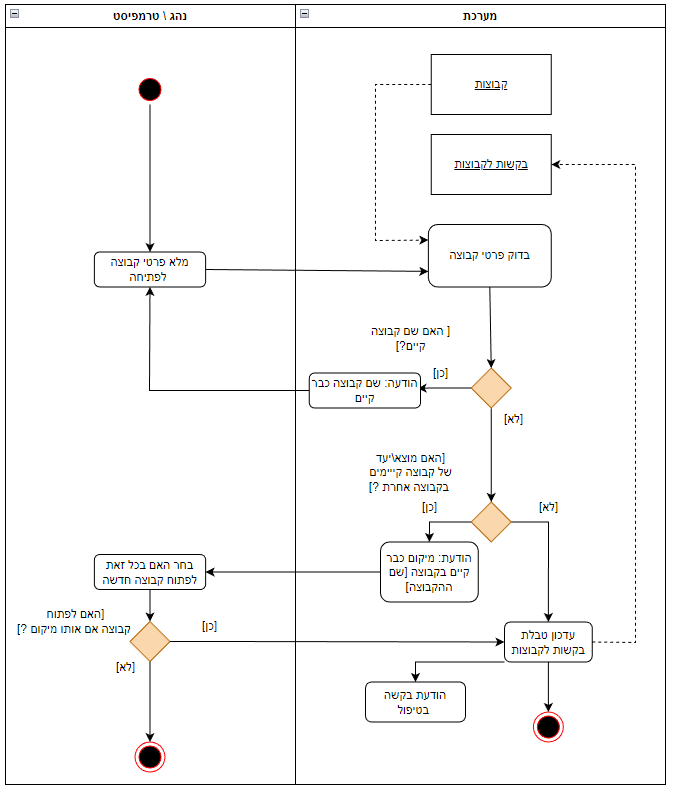 מערכת
נהג \ טרמפיסט
קבוצות
בקשות לקבוצות
בדוק פרטי קבוצה
מלא פרטי קבוצה
לפתיחה
[ האם שם קבוצה
קיים?]
[כן]
הודעה: שם קבוצה כבר
קיים
[לא]
[האם מוצא\יעד
של קבוצה קייימים
בקבוצה אחרת ?]
[כן]
[לא]
הודעת: מיקום כבר
קיים בקבוצה [שם
ההקבוצה]
בחר האם בכל זאת
לפתוח קבוצה חדשה
[האם לפתוח
קבוצה אם אותו מיקום ?]
[כן]
[לא]
עדכון טבלת
בקשות לקבוצות
הודעת בקשה
בטיפול